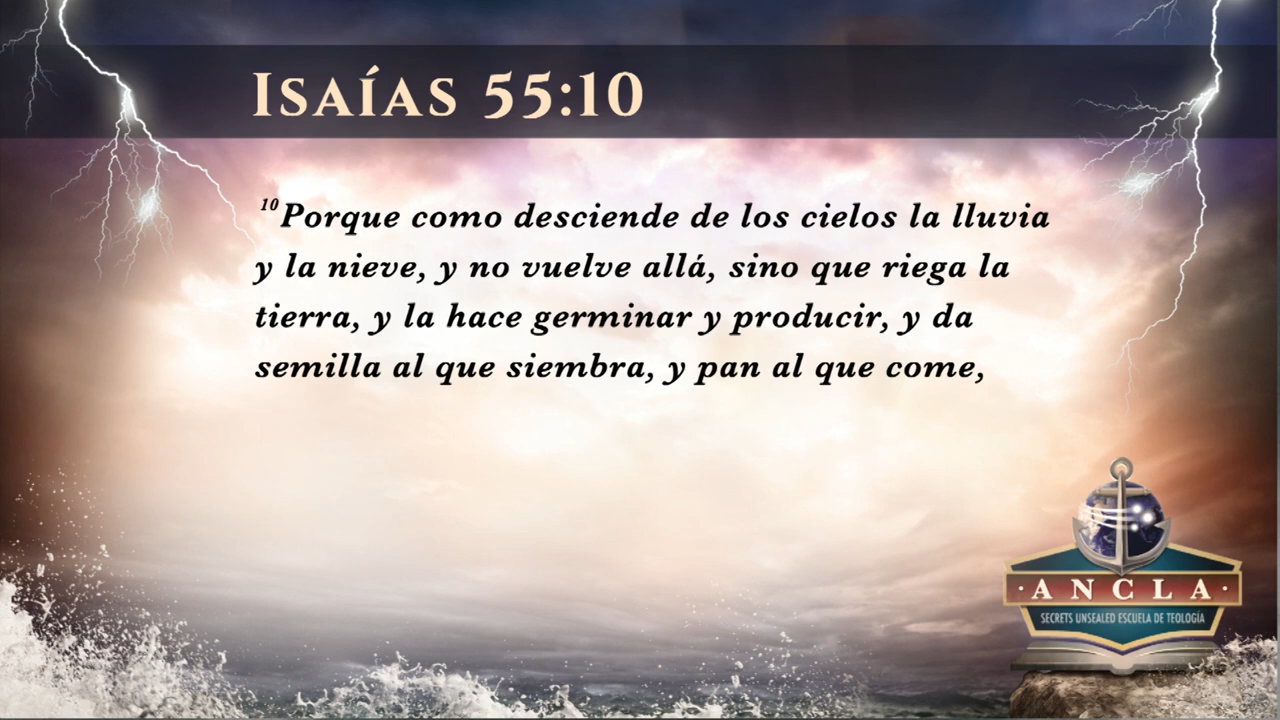 Isaías 55:10
¹⁰Porque como desciende de los cielos la lluvia
y la nieve, y no vuelve allá, sino que riega la
tierra, y la hace germinar y producir, y da
semilla al que siembra, y pan al que come,
· A N C L A ·
SECRETS UNSEALED ESCUELA DE TEOLOGÍA